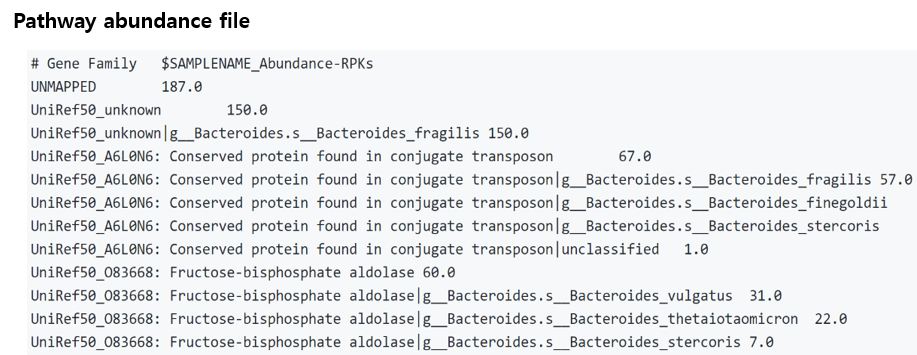 Pathway abundance file
# Gene Family $SAMPLENAME_Abundance-RPKs
UNMAPPED 187.0
UniRef50_unknown 150.0
UniRef50_unknown|g__Bacteroides.s__Bacteroides_fragilis 150.0
UniRef50_A6L0N6: Conserved protein found in conjugate transposon 67.0
UniRef50_A6L0N6: Conserved protein found in conjugate transposon|g__Bacteroides.s__Bacteroides_fragilis 57.0
UniRef50_A6L0N6: Conserved protein found in conjugate transposon|g__Bacteroides.s__Bacteroides_finegoldii
UniRef50_A6L0N6: Conserved protein found in conjugate transposon|g__Bacteroides.s__Bacteroides_stercoris
UniRef50_A6L0N6: Conserved protein found in conjugate transposon|unclassified 1.0
UniRef50_O83668: Fructose-bisphosphate aldolase 60.0
UniRef50_O83668: Fructose-bisphosphate aldolase|g__Bacteroides.s__Bacteroides_vulgatus 31.0
UniRef50_O83668: Fructose-bisphosphate aldolase|g__Bacteroides.s__Bacteroides_thetaiotaomicron 22.0
UniRef50_O83668: Fructose-bisphosphate aldolase|g__Bacteroides.s__Bacteroides_stercoris 7.0